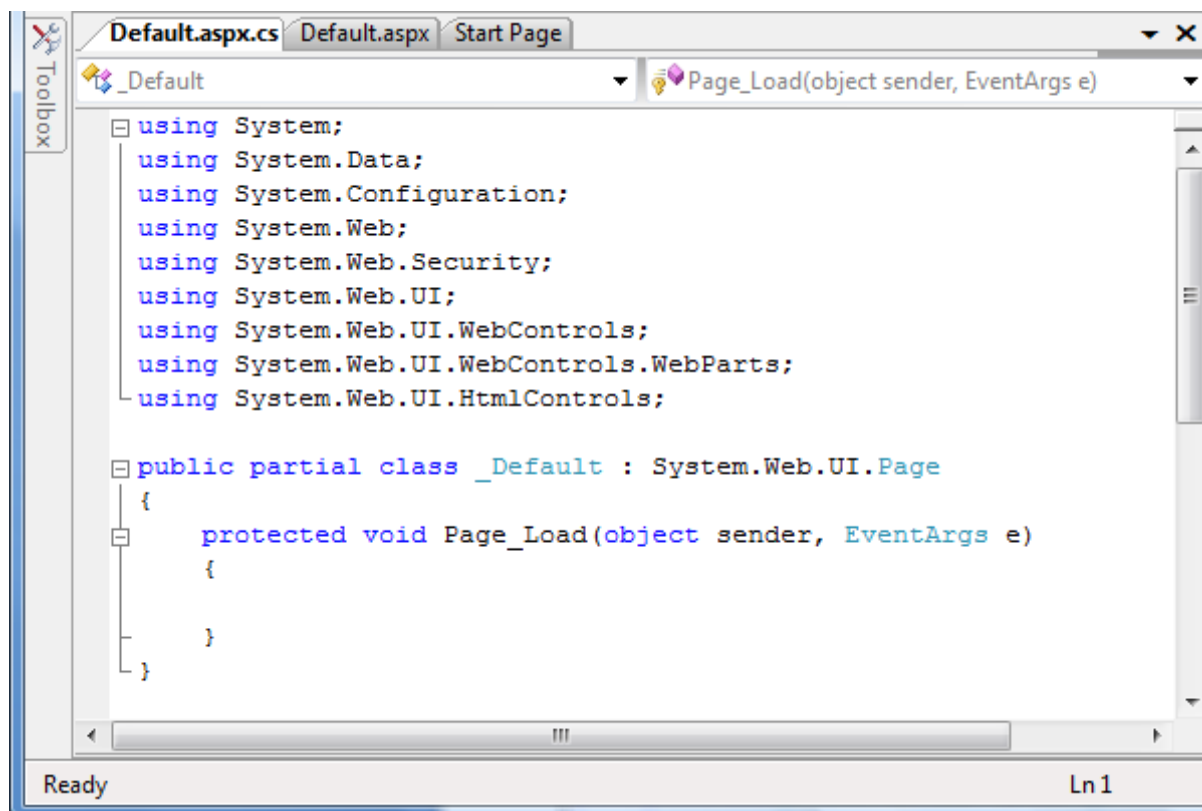 Default.aspx.cs Default.aspx Start Page
Toolbox
_Default Page_Load(object sender, EventArgs e)
using System;
using System.Data;
using System.Configuration;
using System.Web;
using System.Web.Security;
using System.Web.UI;
using System.Web.UI.WebControls;
using System.Web.UI.WebControls.WebParts;
using System.Web.UI.HtmlControls;
public partial class _Default : System.Web.UI.Page
{
protected void Page_Load(object sender, EventArgs e)
{
}
}
Ready Ln 1